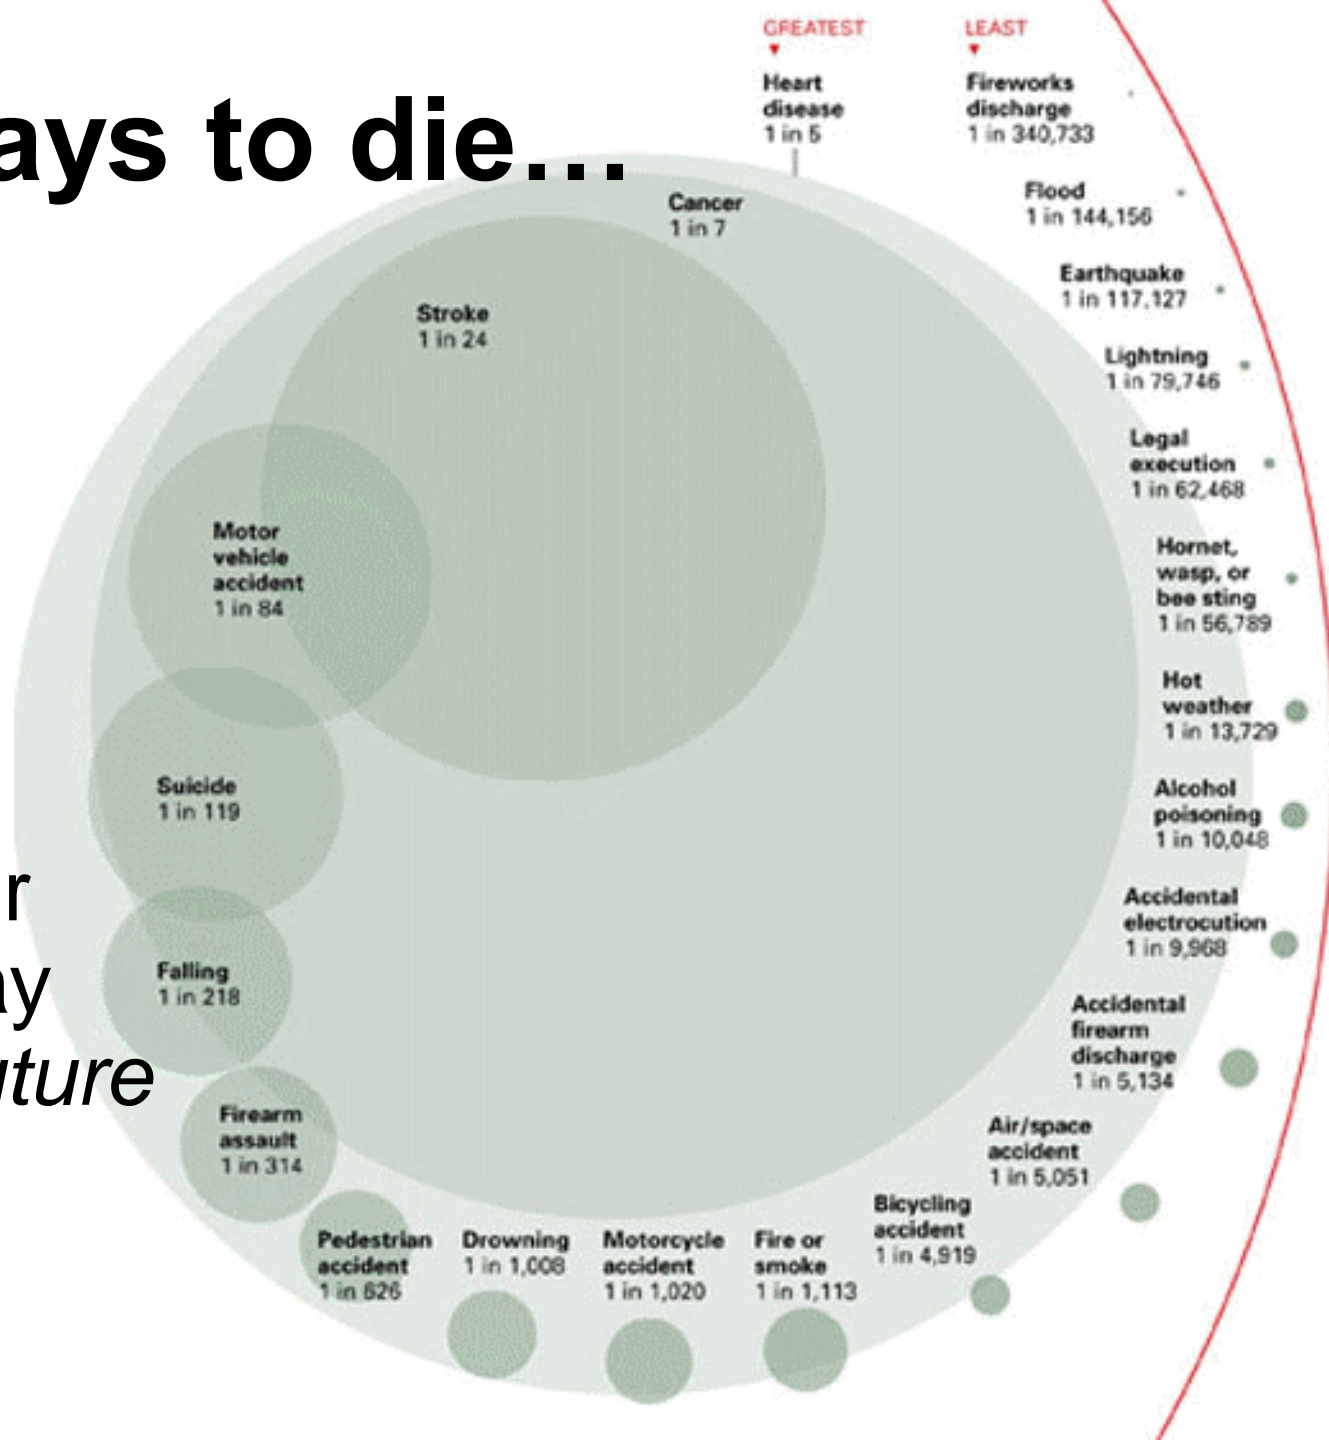 ays to die…
GREATEST
Heart
disease
1 in 5
LEAST
Fireworks
discharge
1 in 340,733
Flood
1 in 144,156
Earthquake
1 in 117,127
Lightning
1 in 79,746
Legal
execution
1 in 62,468
Hornet,
wasp, or
bee sting
1 in 56,789
Hot
weather
1 in 13,729
Alcohol
poisoning
1 in 10,048
Accidental
electrocution
1 in 9,968
Accidental
firearm
discharge
1 in 5,134
Air/space
accident
1 in 5,051
Bicycling
accident
1 in 4,919
Fire or
smoke
1 in 1,113
Motorcycle
accident
1 in 1,020
Drowning
1 in 1,008
Pedestrian
accident
1 in 626
Firearm
assault
1 in 314
Falling
1 in 218
Suicide
1 in 119
Motor
vehicle
accident
1 in 84
Stroke
1 in 24
Cancer
1 in 7
r
ay
uture